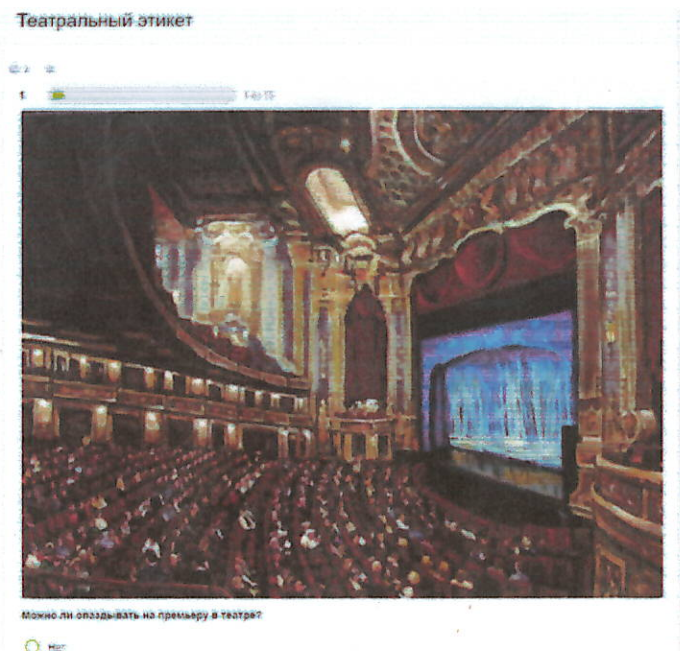 Театральный этикет
Можно ли опаздывать на премьеру в театре?
Нет